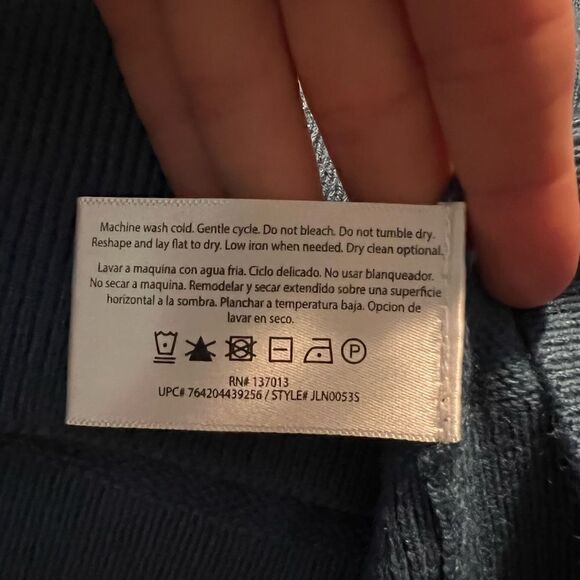 Machine wash cold. Gentle cycle. Do not bleach. Do not tumble dry.
Reshape and lay flat to dry. Low iron when needed. Dry clean optional.
Lavar a maquina con agua fria. Ciclo delicado. No usar blanqueador.
No secar a maquina. Remodelar y secar extendido sobre una superficie
horizontal a la sombra. Planchar a temperatura baja. Opcion de
lavar en seco.
P
RN# 137013
UPC# 764204439256 / STYLE# JLN0053S